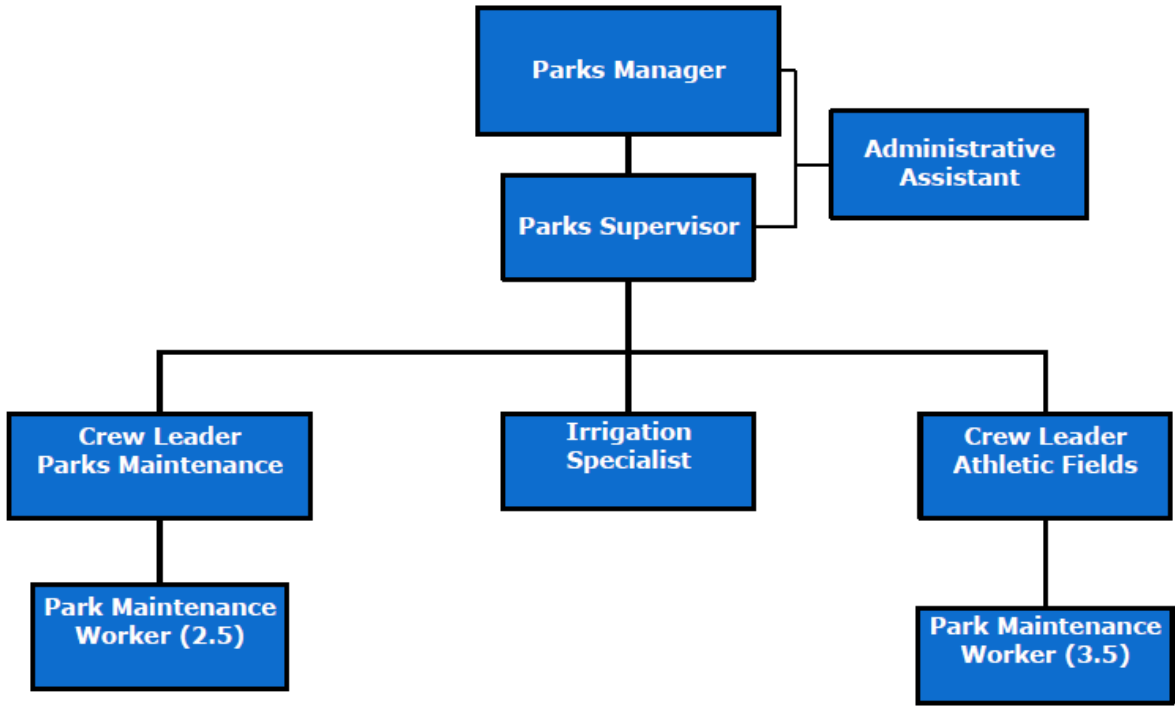 Parks Manager
Administrative
Assistant
Parks Supervisor
Crew Leader
Parks Maintenance
Irrigation
Specialist
Crew Leader
Athletic Fields
Park Maintenance
Worker (2.5)
Park Maintenance
Worker (3.5)